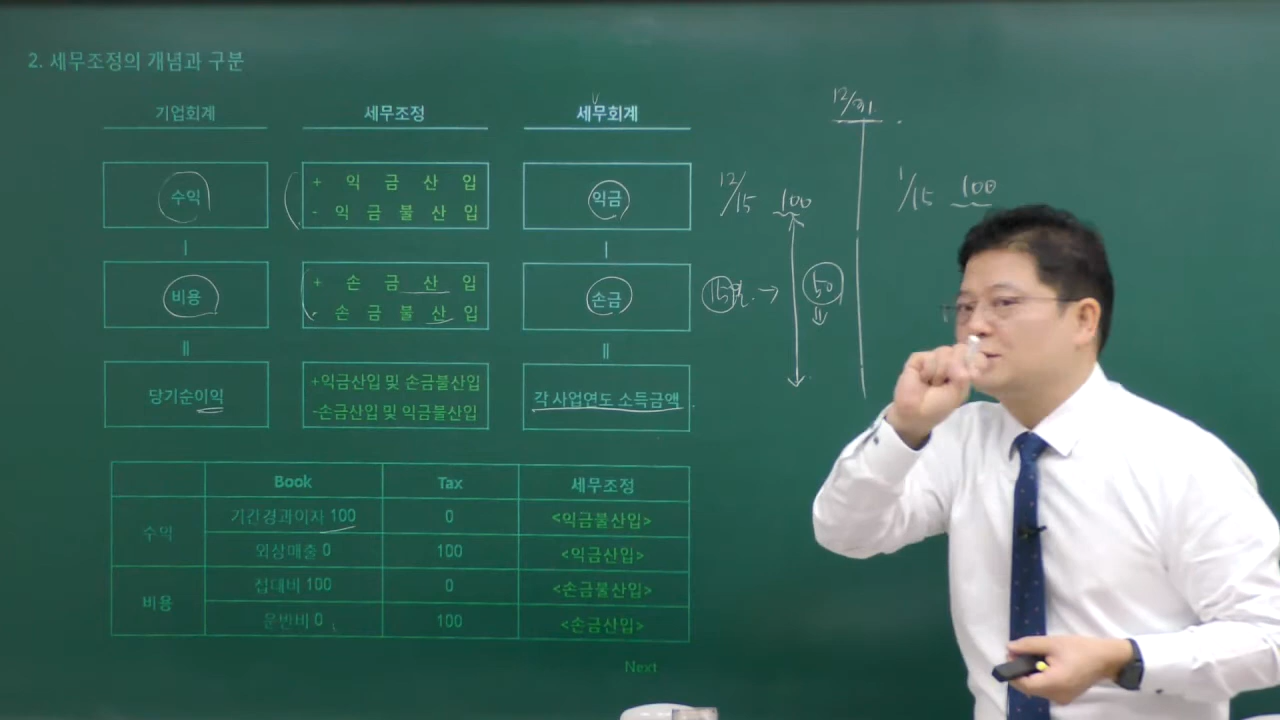 2. 세무조정의 개념과 구분
기업회계 세무조정 세무회계
수익
+ 익 금 산 입
- 익 금 불 산 입
익금
비용
+ 손 금 산 입
- 손 금 불 산 입
손금
당기순이익
+익금산입 및 손금불산입
-손금산입 및 익금불산입
각 사업연도 소득금액
Book Tax 세무조정
수익
기간경과이자 100 0 <익금불산입>
외상매출 0 100 <익금산입>
비용
접대비 100 0 <손금불산입>
운반비 0 100 <손금산입>
Next
12/31
12/15 100
1/15 100
15일 → 50